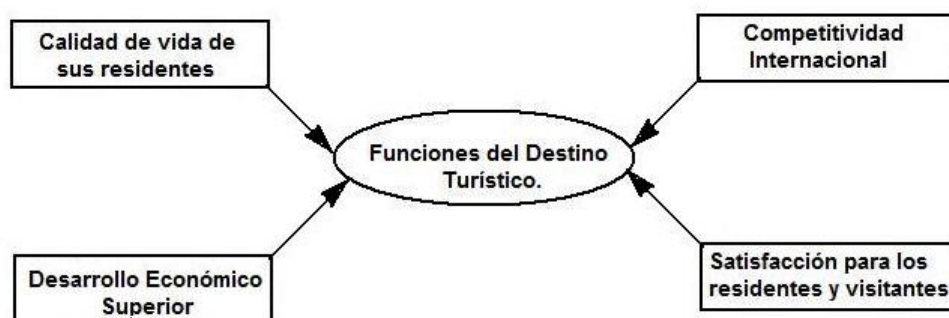 Calidad de vida de
sus residentes
Competitividad
Internacional
Funciones del Destino
Turístico.
Desarrollo Económico
Superior
Satisfacción para los
residentes y visitantes